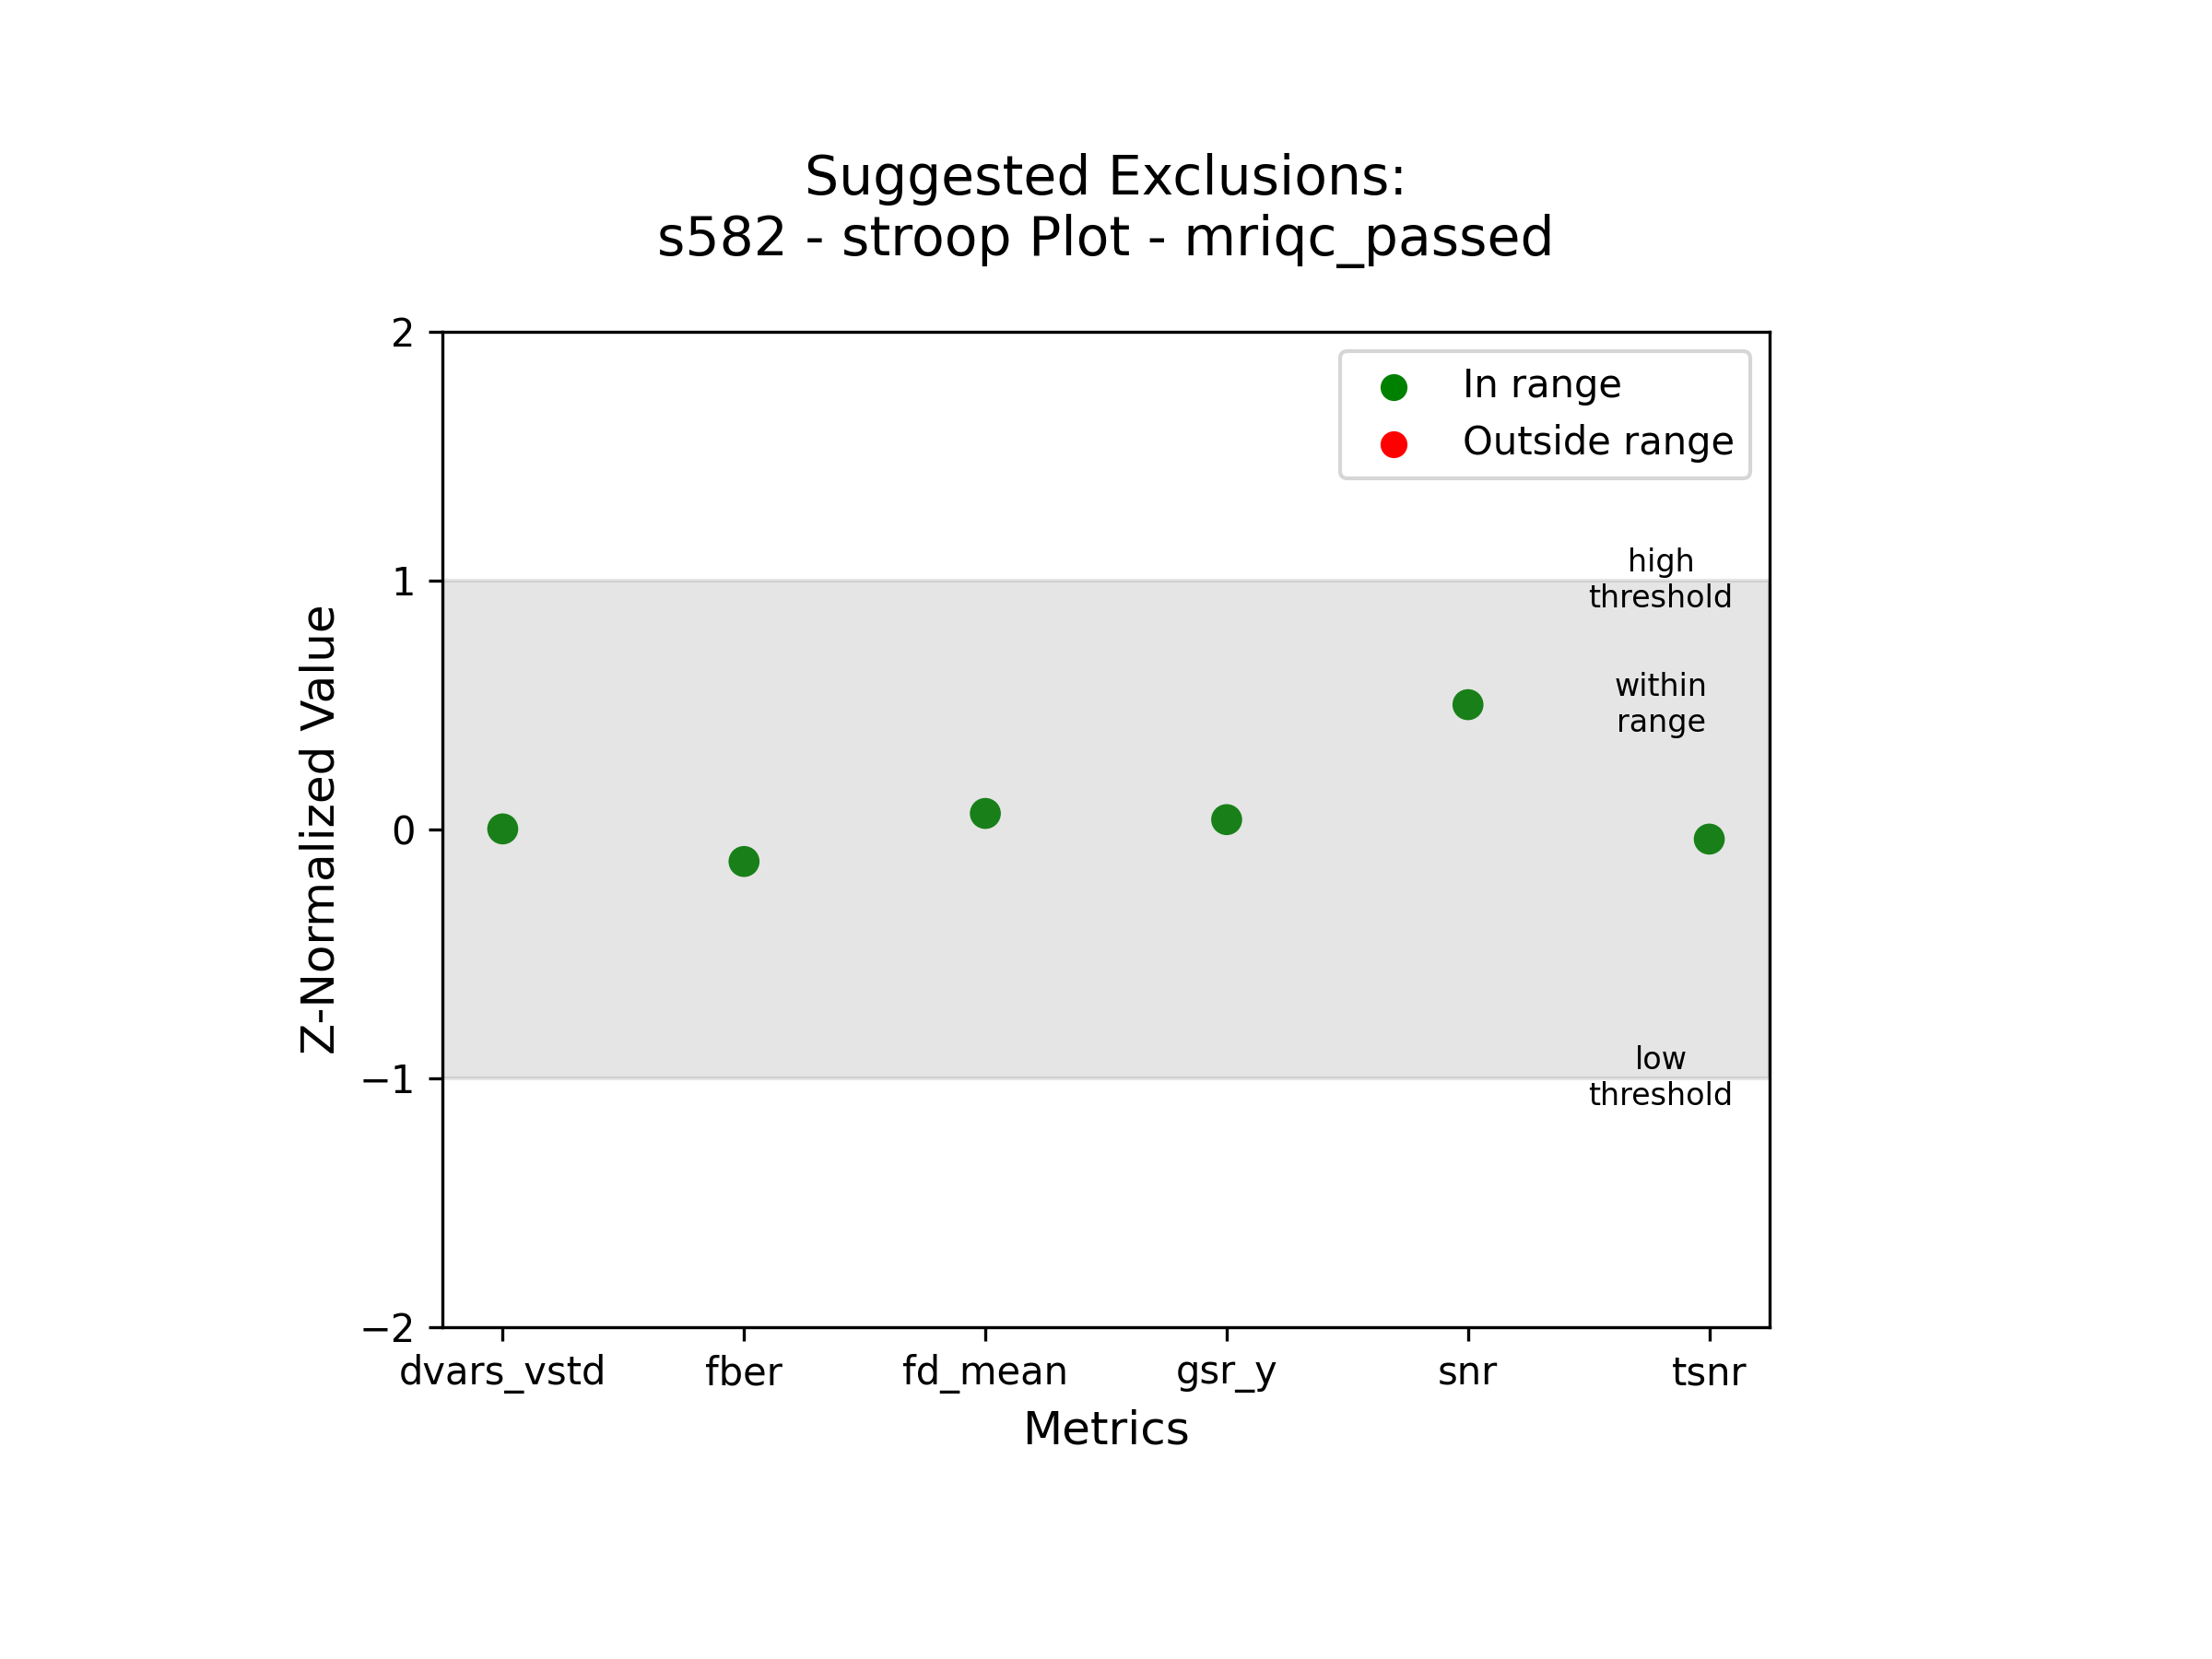 Suggested Exclusions:
s582 - stroop Plot - mriqc_passed
2
1
0
−1
−2
Z-Normalized Value
In range
Outside range
high
threshold
within
range
low
threshold
dvars_vstd
fber
fd_mean
gsr_y
snr
tsnr
Metrics